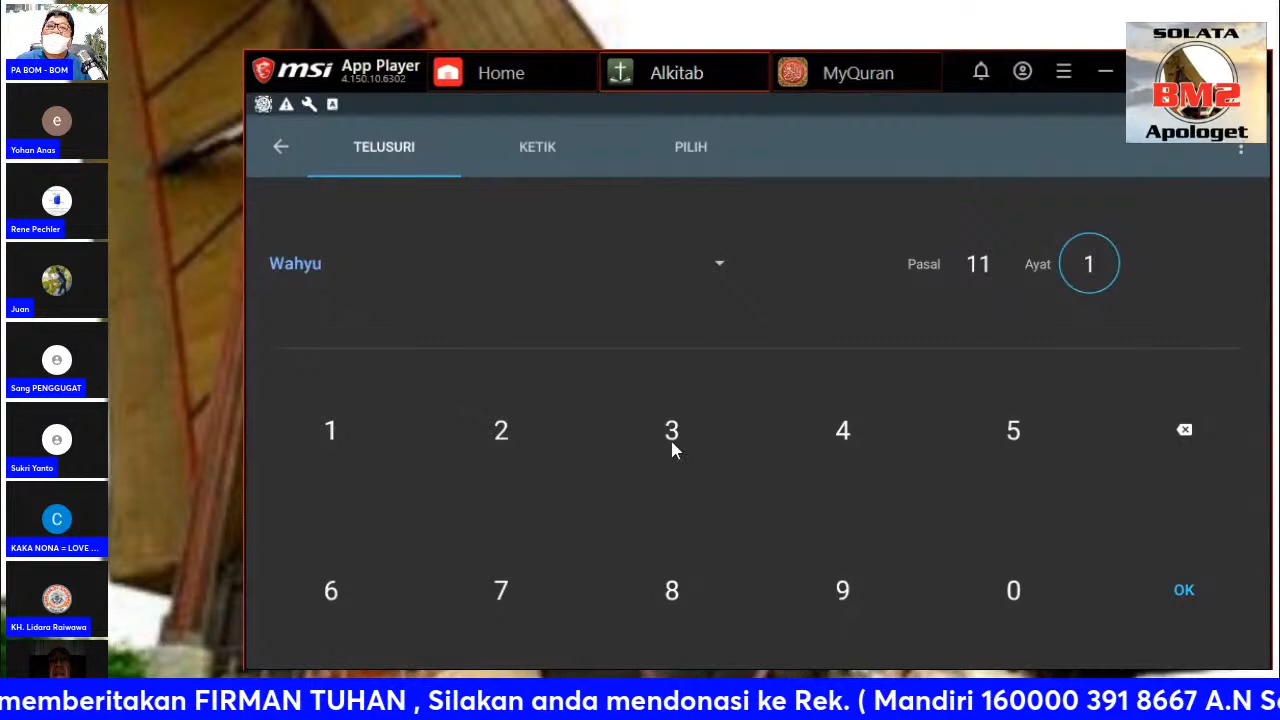 PA BOM - BOM
Yohan Anas
e
Rene Pechler
Juan
Sang PENGGUGAT
Sukri Yanto
C
KAKA NONA = LOVE ...
KH. Lidara Raiwawa
msi App Player
4.150.10.6302
Home
Alkitab
MyQuran
SOLATA
BM2
Apologet
TELUSURI
KETIK
PILIH
Wahyu
Pasal 11 Ayat 1
1 2 3 4 5
6 7 8 9 0 OK
memberitakan FIRMAN TUHAN , Silakan anda mendonasi ke Rek. ( Mandiri 160000 391 8667 A.N Sa